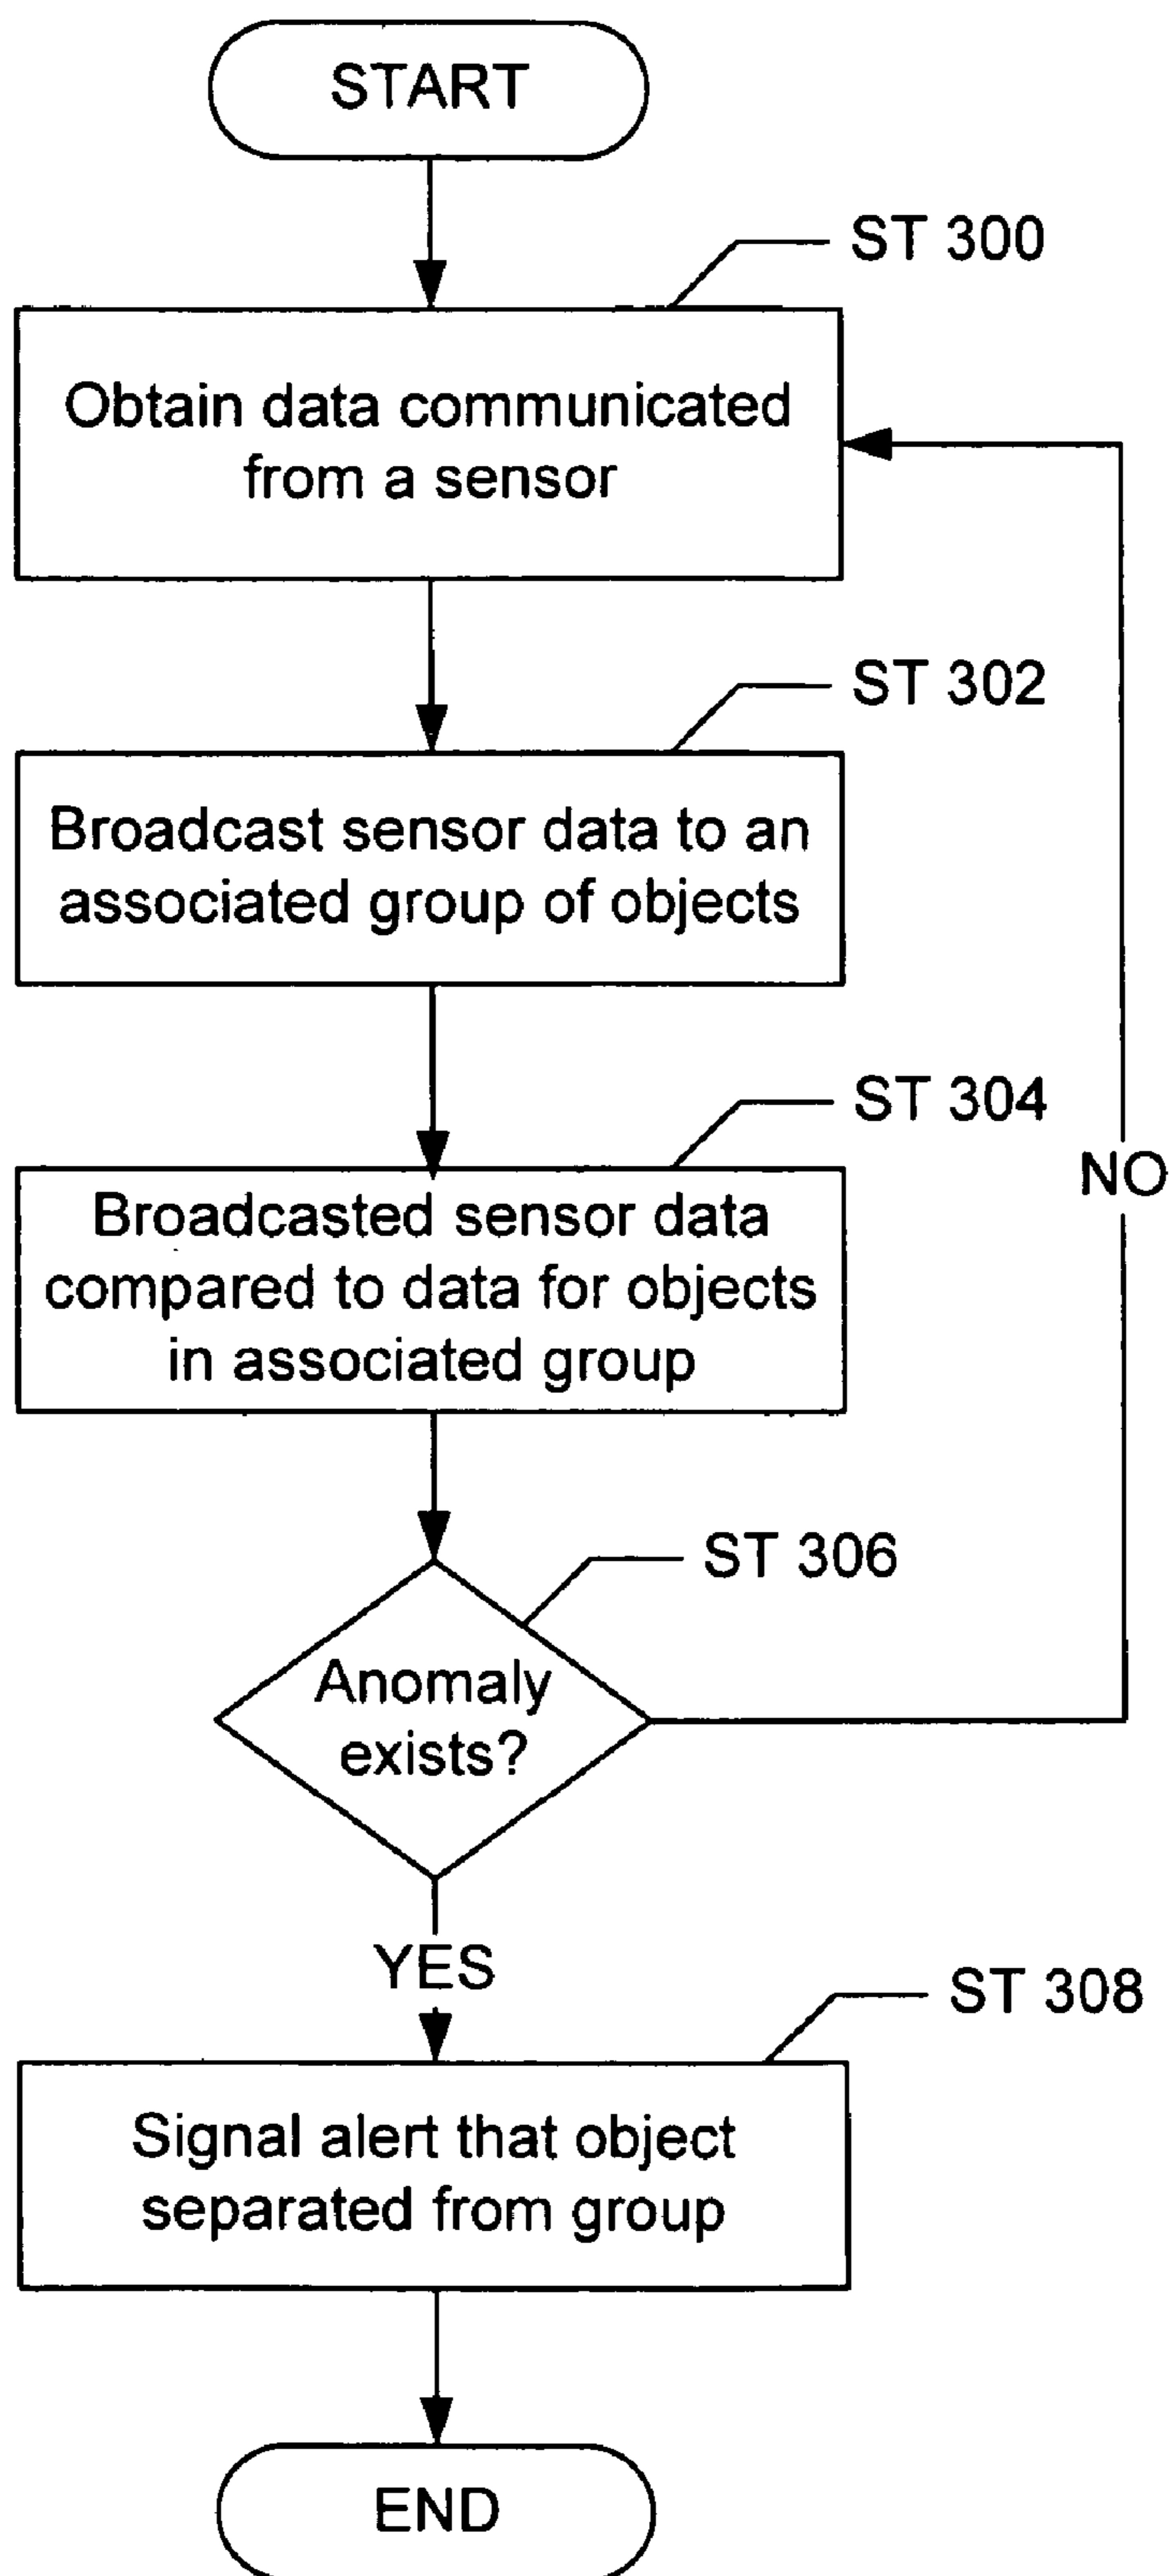 START
ST 300
Obtain data communicated
from a sensor
ST 302
Broadcast sensor data to an
associated group of objects
ST 304
Broadcasted sensor data
compared to data for objects
in associated group
NO
ST 306
Anomaly
exists?
YES
ST 308
Signal alert that object
separated from group
END